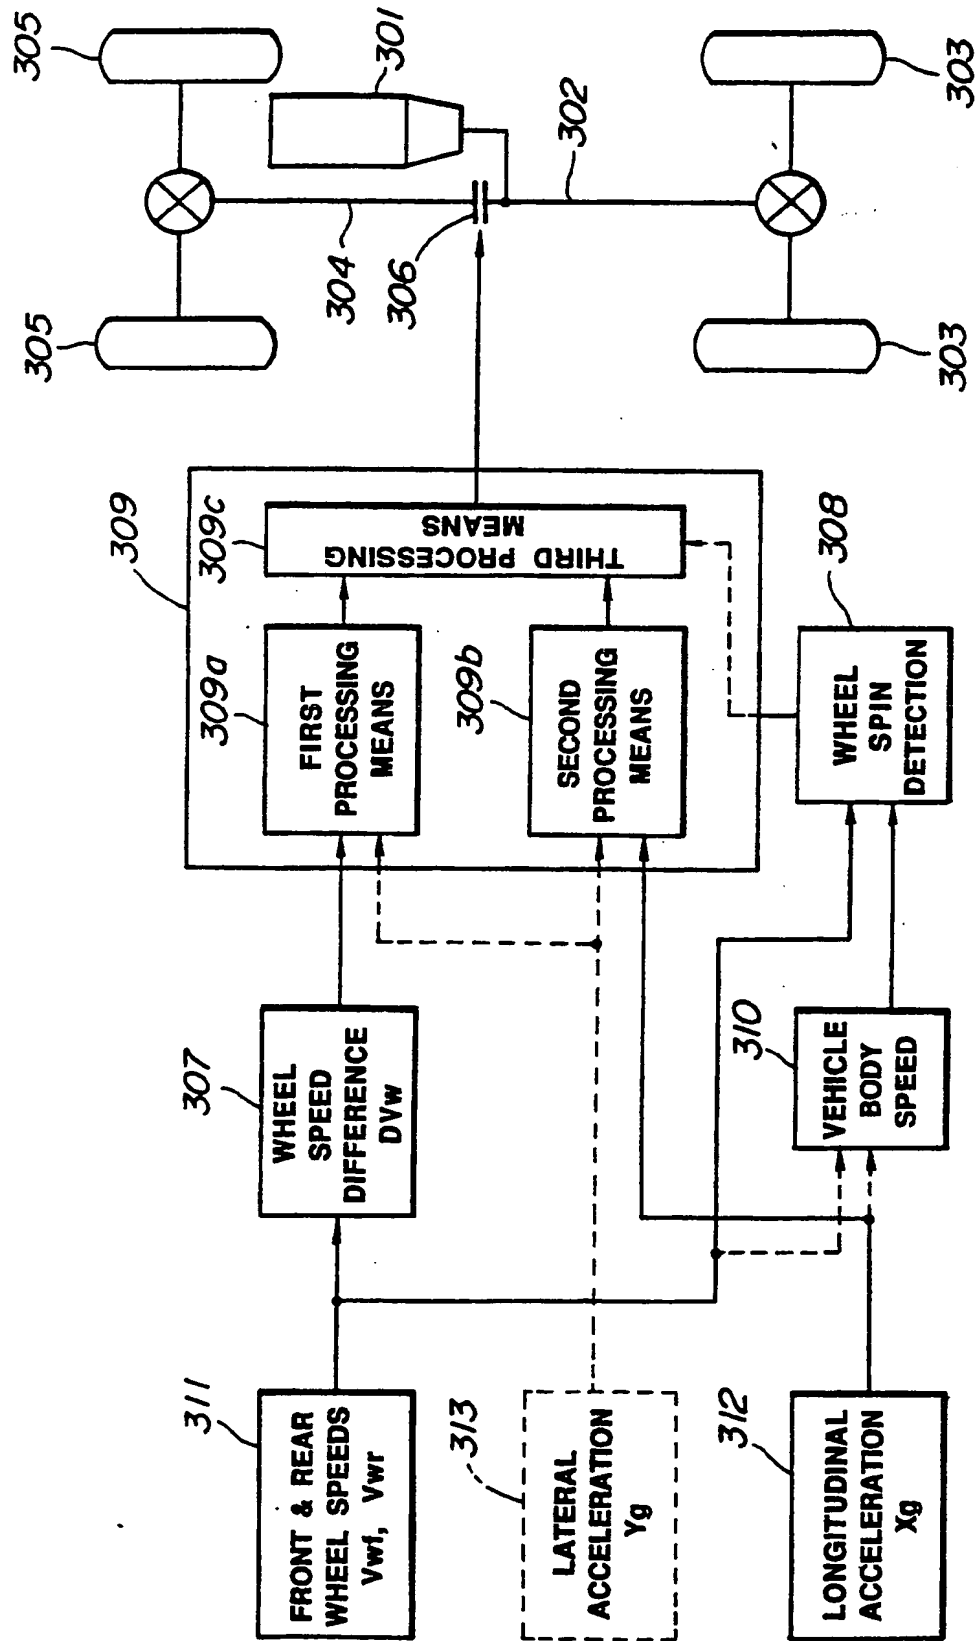 311
FRONT & REAR
WHEEL SPEEDS
Vwf, Vwr
313
LATERAL
ACCELERATION
Yg
312
LONGITUDINAL
ACCELERATION
Xg
307
WHEEL
SPEED
DIFFERENCE
DVw
310
VEHICLE
BODY
SPEED
309
309a
FIRST
PROCESSING
MEANS
309b
SECOND
PROCESSING
MEANS
309c
THIRD PROCESSING
MEANS
308
WHEEL
SPIN
DETECTION
305
305
301
304
306
302
303
303